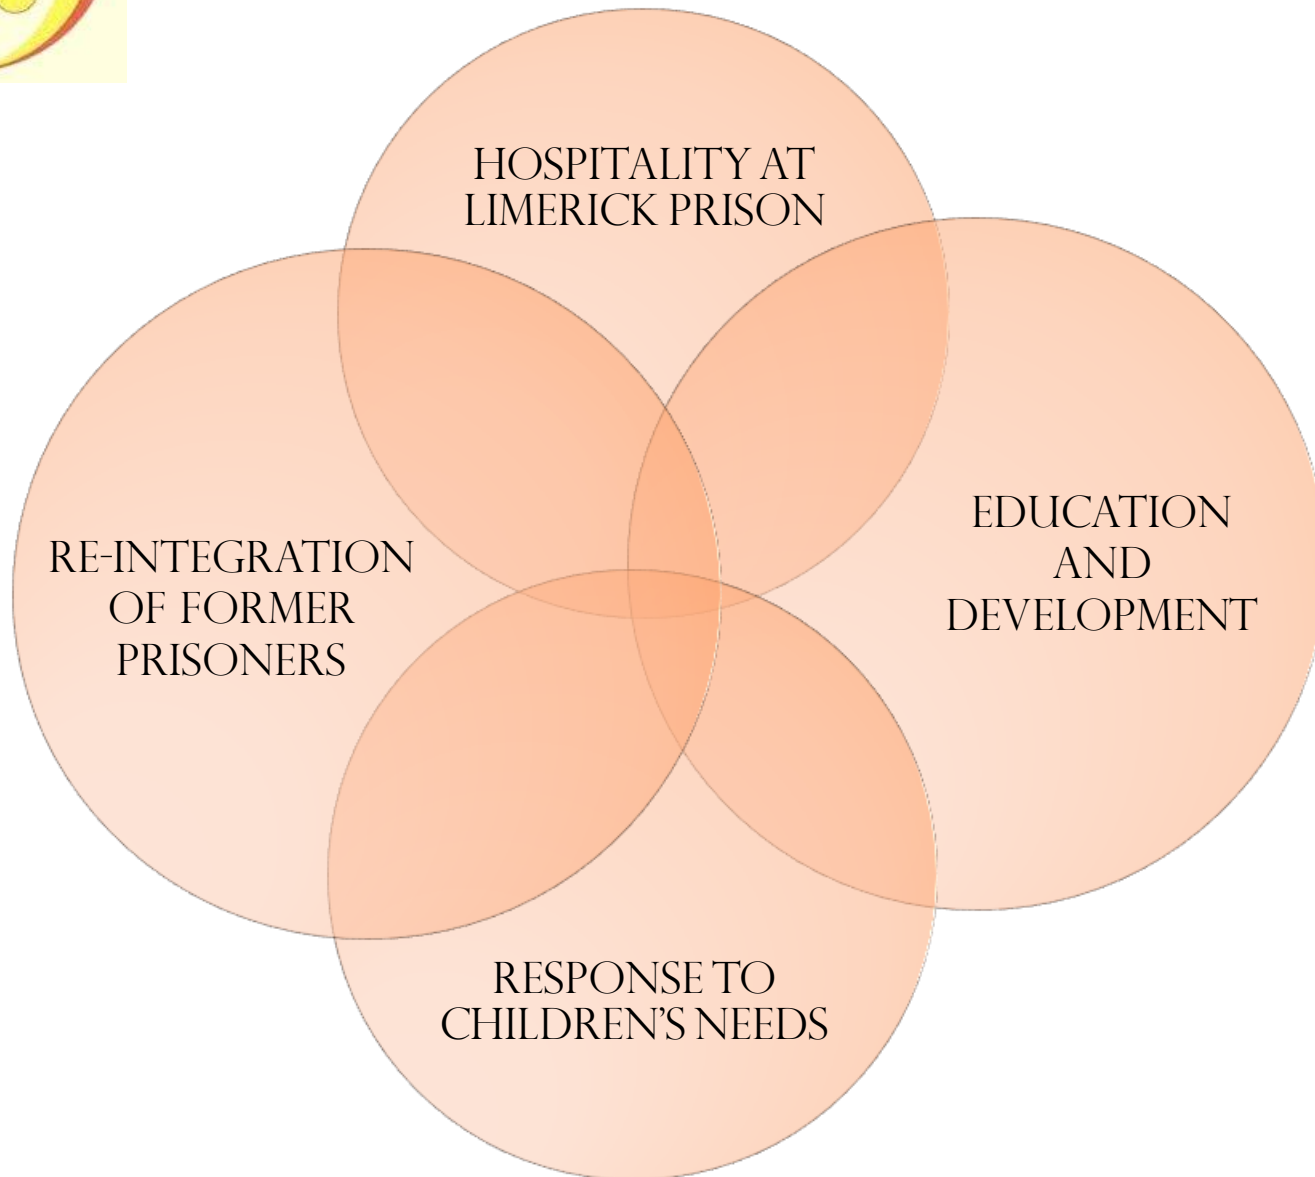 HOSPITALITY AT
LIMERICK PRISON
EDUCATION
AND
DEVELOPMENT
RE-INTEGRATION
OF FORMER
PRISONERS
RESPONSE TO
CHILDREN'S NEEDS